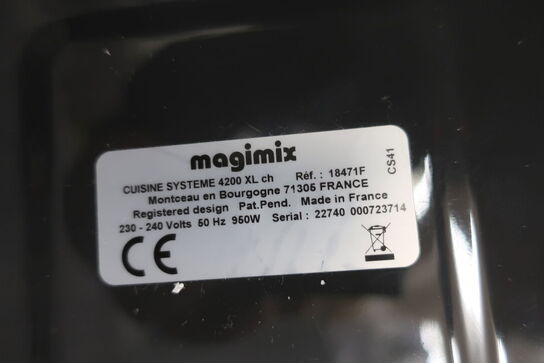 magimix
CUISINE SYSTEME 4200 XL ch Réf. : 18471F
Montceau en Bourgogne 71305 FRANCE
Registered design Pat.Pend. Made in France
230 - 240 Volts 50 Hz 950W Serial : 22740 000723714
CE
CS41